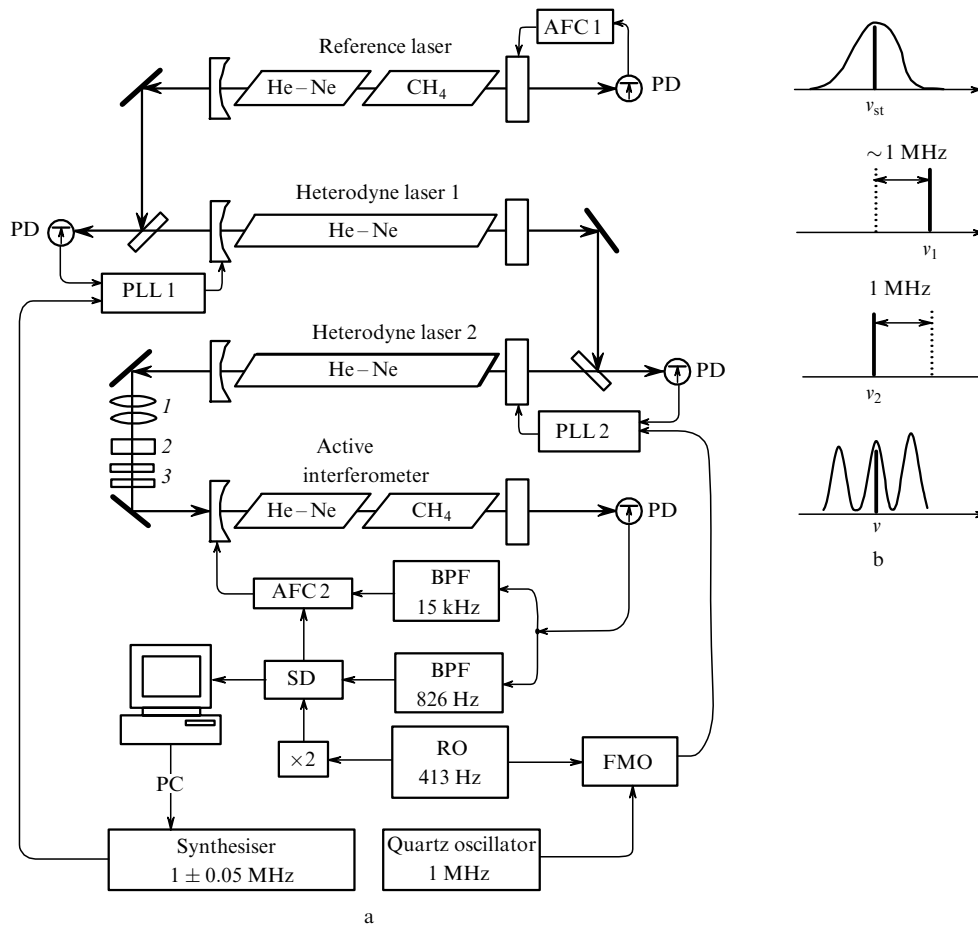 Reference laser
AFC 1
He – Ne
CH₄
PD
ν_st
Heterodyne laser 1
PD
He – Ne
PLL 1
∼ 1 MHz
ν₁
Heterodyne laser 2
He – Ne
PD
PLL 2
1 MHz
ν₂
1
2
3
Active
interferometer
He – Ne
CH₄
PD
ν
b
AFC 2
BPF
15 kHz
SD
BPF
826 Hz
×2
RO
413 Hz
FMO
PC
Synthesiser
1 ± 0.05 MHz
Quartz oscillator
1 MHz
a